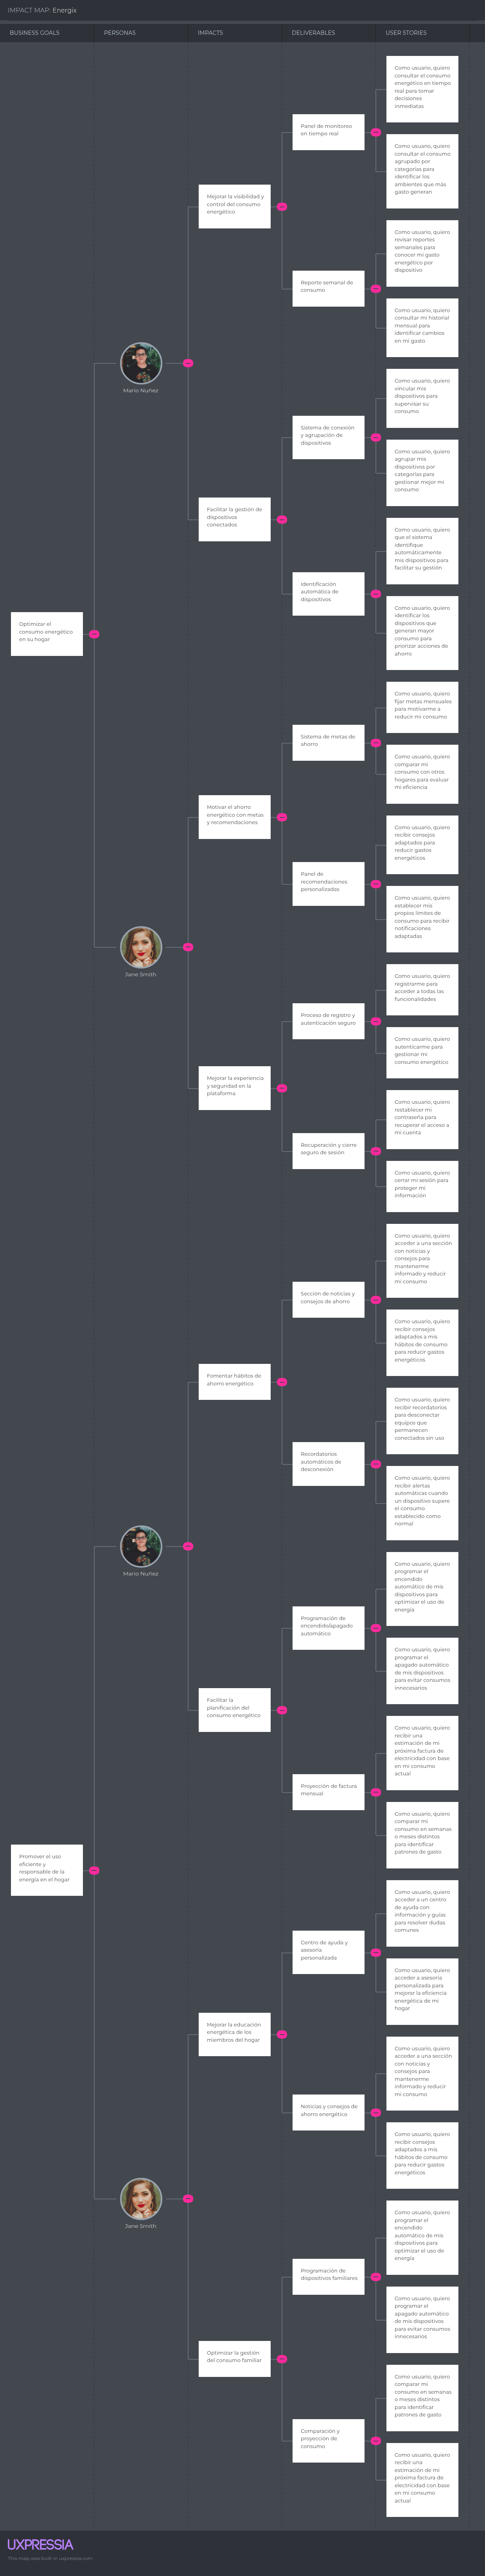 IMPACT MAP: Energix
BUSINESS GOALS
PERSONAS
IMPACTS
DELIVERABLES
USER STORIES
Como usuario, quiero
consultar el consumo
energético en tiempo
real para tomar
decisiones
inmediatas
Panel de monitoreo
en tiempo real
Como usuario, quiero
consultar el consumo
agrupado por
categorías para
identificar los
ambientes que más
gasto generan
Mejorar la visibilidad y
control del consumo
energético
Como usuario, quiero
revisar reportes
semanales para
conocer mi gasto
energético por
dispositivo
Reporte semanal de
consumo
Como usuario, quiero
consultar mi historial
mensual para
identificar cambios
en mi gasto
Mario Nuñez
Como usuario, quiero
vincular mis
dispositivos para
supervisar su
consumo
Sistema de conexión
y agrupación de
dispositivos
Como usuario, quiero
agrupar mis
dispositivos por
categorías para
gestionar mejor mi
consumo
Facilitar la gestión de
dispositivos
conectados
Como usuario, quiero
que el sistema
identifique
automáticamente
mis dispositivos para
facilitar su gestión
Identificación
automática de
dispositivos
Como usuario, quiero
identificar los
dispositivos que
generan mayor
consumo para
priorizar acciones de
ahorro
Optimizar el
consumo energético
en su hogar
Como usuario, quiero
fijar metas mensuales
para motivarme a
reducir mi consumo
Sistema de metas de
ahorro
Como usuario, quiero
comparar mi
consumo con otros
hogares para evaluar
mi eficiencia
Motivar el ahorro
energético con metas
y recomendaciones
Como usuario, quiero
recibir consejos
adaptados para
reducir gastos
energéticos
Panel de
recomendaciones
personalizadas
Como usuario, quiero
establecer mis
propios límites de
consumo para recibir
notificaciones
adaptadas
Jane Smith
Como usuario, quiero
registrarme para
acceder a todas las
funcionalidades
Proceso de registro y
autenticación seguro
Como usuario, quiero
autenticarme para
gestionar mi
consumo energético
Mejorar la experiencia
y seguridad en la
plataforma
Como usuario, quiero
restablecer mi
contraseña para
recuperar el acceso a
mi cuenta
Recuperación y cierre
seguro de sesión
Como usuario, quiero
cerrar mi sesión para
proteger mi
información
Como usuario, quiero
acceder a una sección
con noticias y
consejos para
mantenerme
informado y reducir
mi consumo
Sección de noticias y
consejos de ahorro
Como usuario, quiero
recibir consejos
adaptados a mis
hábitos de consumo
para reducir gastos
energéticos
Fomentar hábitos de
ahorro energético
Como usuario, quiero
recibir recordatorios
para desconectar
equipos que
permanecen
conectados sin uso
Recordatorios
automáticos de
desconexión
Como usuario, quiero
recibir alertas
automáticas cuando
un dispositivo supere
el consumo
establecido como
normal
Mario Nuñez
Como usuario, quiero
programar el
encendido
automático de mis
dispositivos para
optimizar el uso de
energía
Programación de
encendido/apagado
automático
Como usuario, quiero
programar el
apagado automático
de mis dispositivos
para evitar consumos
innecesarios
Facilitar la
planificación del
consumo energético
Como usuario, quiero
recibir una
estimación de mi
próxima factura de
electricidad con base
en mi consumo
actual
Proyección de factura
mensual
Como usuario, quiero
comparar mi
consumo en semanas
o meses distintos
para identificar
patrones de gasto
Promover el uso
eficiente y
responsable de la
energía en el hogar
Como usuario, quiero
acceder a un centro
de ayuda con
información y guías
para resolver dudas
comunes
Centro de ayuda y
asesoría
personalizada
Como usuario, quiero
acceder a asesoría
personalizada para
mejorar la eficiencia
energética de mi
hogar
Mejorar la educación
energética de los
miembros del hogar
Como usuario, quiero
acceder a una sección
con noticias y
consejos para
mantenerme
informado y reducir
mi consumo
Noticias y consejos de
ahorro energético
Como usuario, quiero
recibir consejos
adaptados a mis
hábitos de consumo
para reducir gastos
energéticos
Jane Smith
Como usuario, quiero
programar el
encendido
automático de mis
dispositivos para
optimizar el uso de
energía
Programación de
dispositivos familiares
Como usuario, quiero
programar el
apagado automático
de mis dispositivos
para evitar consumos
innecesarios
Optimizar la gestión
del consumo familiar
Como usuario, quiero
comparar mi
consumo en semanas
o meses distintos
para identificar
patrones de gasto
Comparación y
proyección de
consumo
Como usuario, quiero
recibir una
estimación de mi
próxima factura de
electricidad con base
en mi consumo
actual
UXPRESSIA
This map was built in uxpressia.com